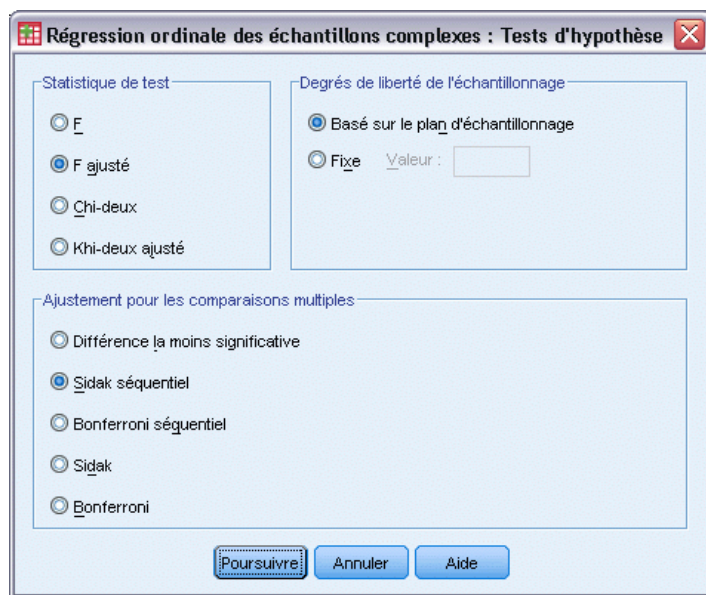 Régression ordinale des échantillons complexes : Tests d'hypothèse
Statistique de test
F
F ajusté
Chi-deux
Khi-deux ajusté
Degrés de liberté de l'échantillonnage
Basé sur le plan d'échantillonnage
Fixe Valeur :
Ajustement pour les comparaisons multiples
Différence la moins significative
Sidak séquentiel
Bonferroni séquentiel
Sidak
Bonferroni
Poursuivre Annuler Aide